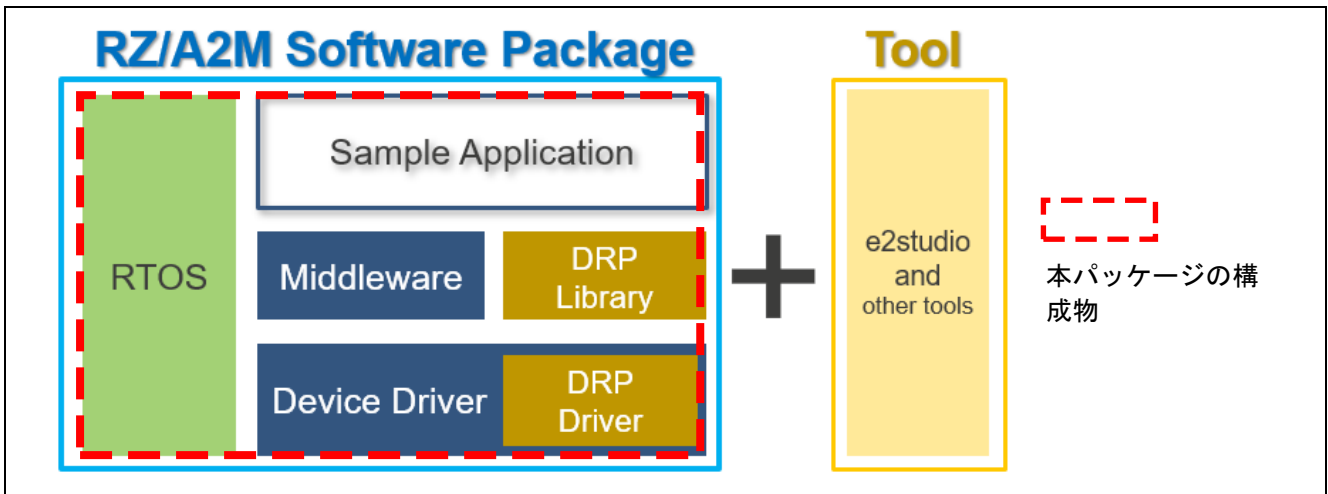 RZ/A2M Software Package
Tool
RTOS
Sample Application
Middleware
DRP
Library
Device Driver
DRP
Driver
+
e2studio
and
other tools
本パッケージの構
成物